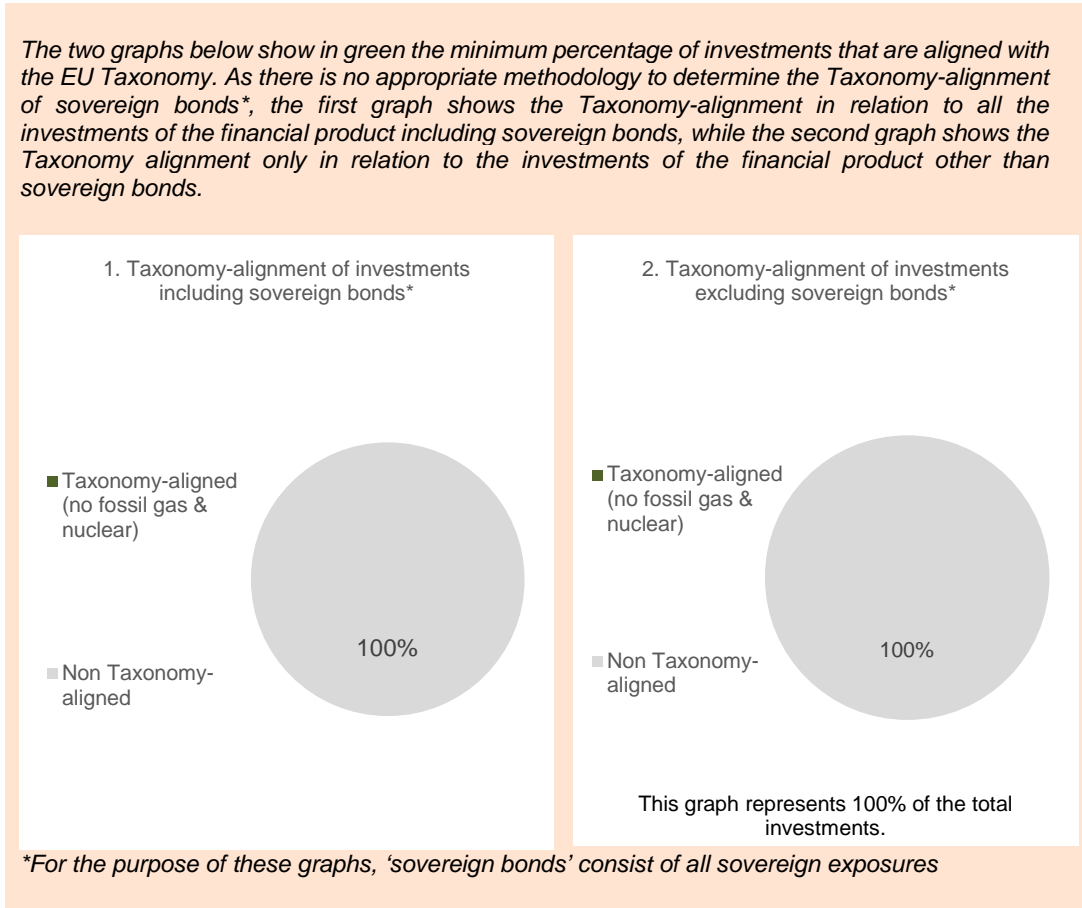 The two graphs below show in green the minimum percentage of investments that are aligned with
the EU Taxonomy. As there is no appropriate methodology to determine the Taxonomy-alignment
of sovereign bonds*, the first graph shows the Taxonomy-alignment in relation to all the
investments of the financial product including sovereign bonds, while the second graph shows the
Taxonomy alignment only in relation to the investments of the financial product other than
sovereign bonds.
1. Taxonomy-alignment of investments
including sovereign bonds*
Taxonomy-aligned
(no fossil gas &
nuclear)
Non Taxonomy-
aligned
100%
2. Taxonomy-alignment of investments
excluding sovereign bonds*
Taxonomy-aligned
(no fossil gas &
nuclear)
Non Taxonomy-
aligned
100%
This graph represents 100% of the total
investments.
*For the purpose of these graphs, ‘sovereign bonds’ consist of all sovereign exposures